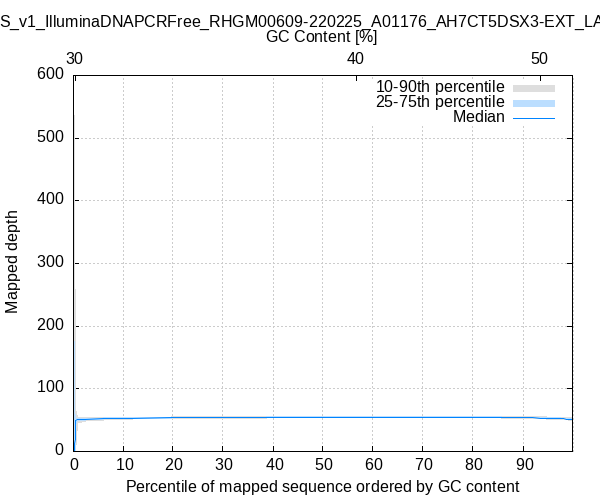 S_v1_IlluminaDNAPCRFree_RHGM00609-220225_A01176_AH7CT5DSX3-EXT_LA
GC Content [%]
30 40 50
10-90th percentile
25-75th percentile
Median
600
500
400
300
200
100
0
Mapped depth
0 10 20 30 40 50 60 70 80 90
Percentile of mapped sequence ordered by GC content